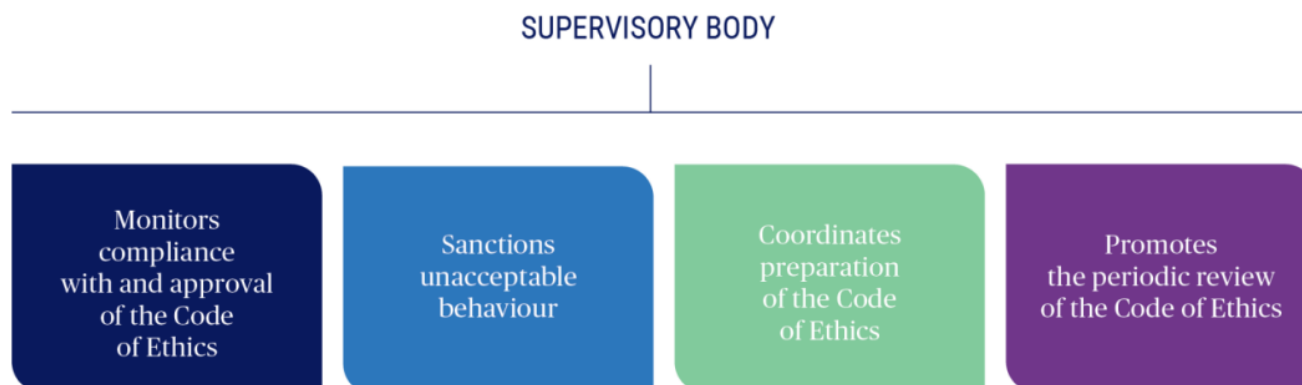 SUPERVISORY BODY
Monitors
compliance
with and approval
of the Code
of Ethics
Sanctions
unacceptable
behaviour
Coordinates
preparation
of the Code
of Ethics
Promotes
the periodic review
of the Code of Ethics